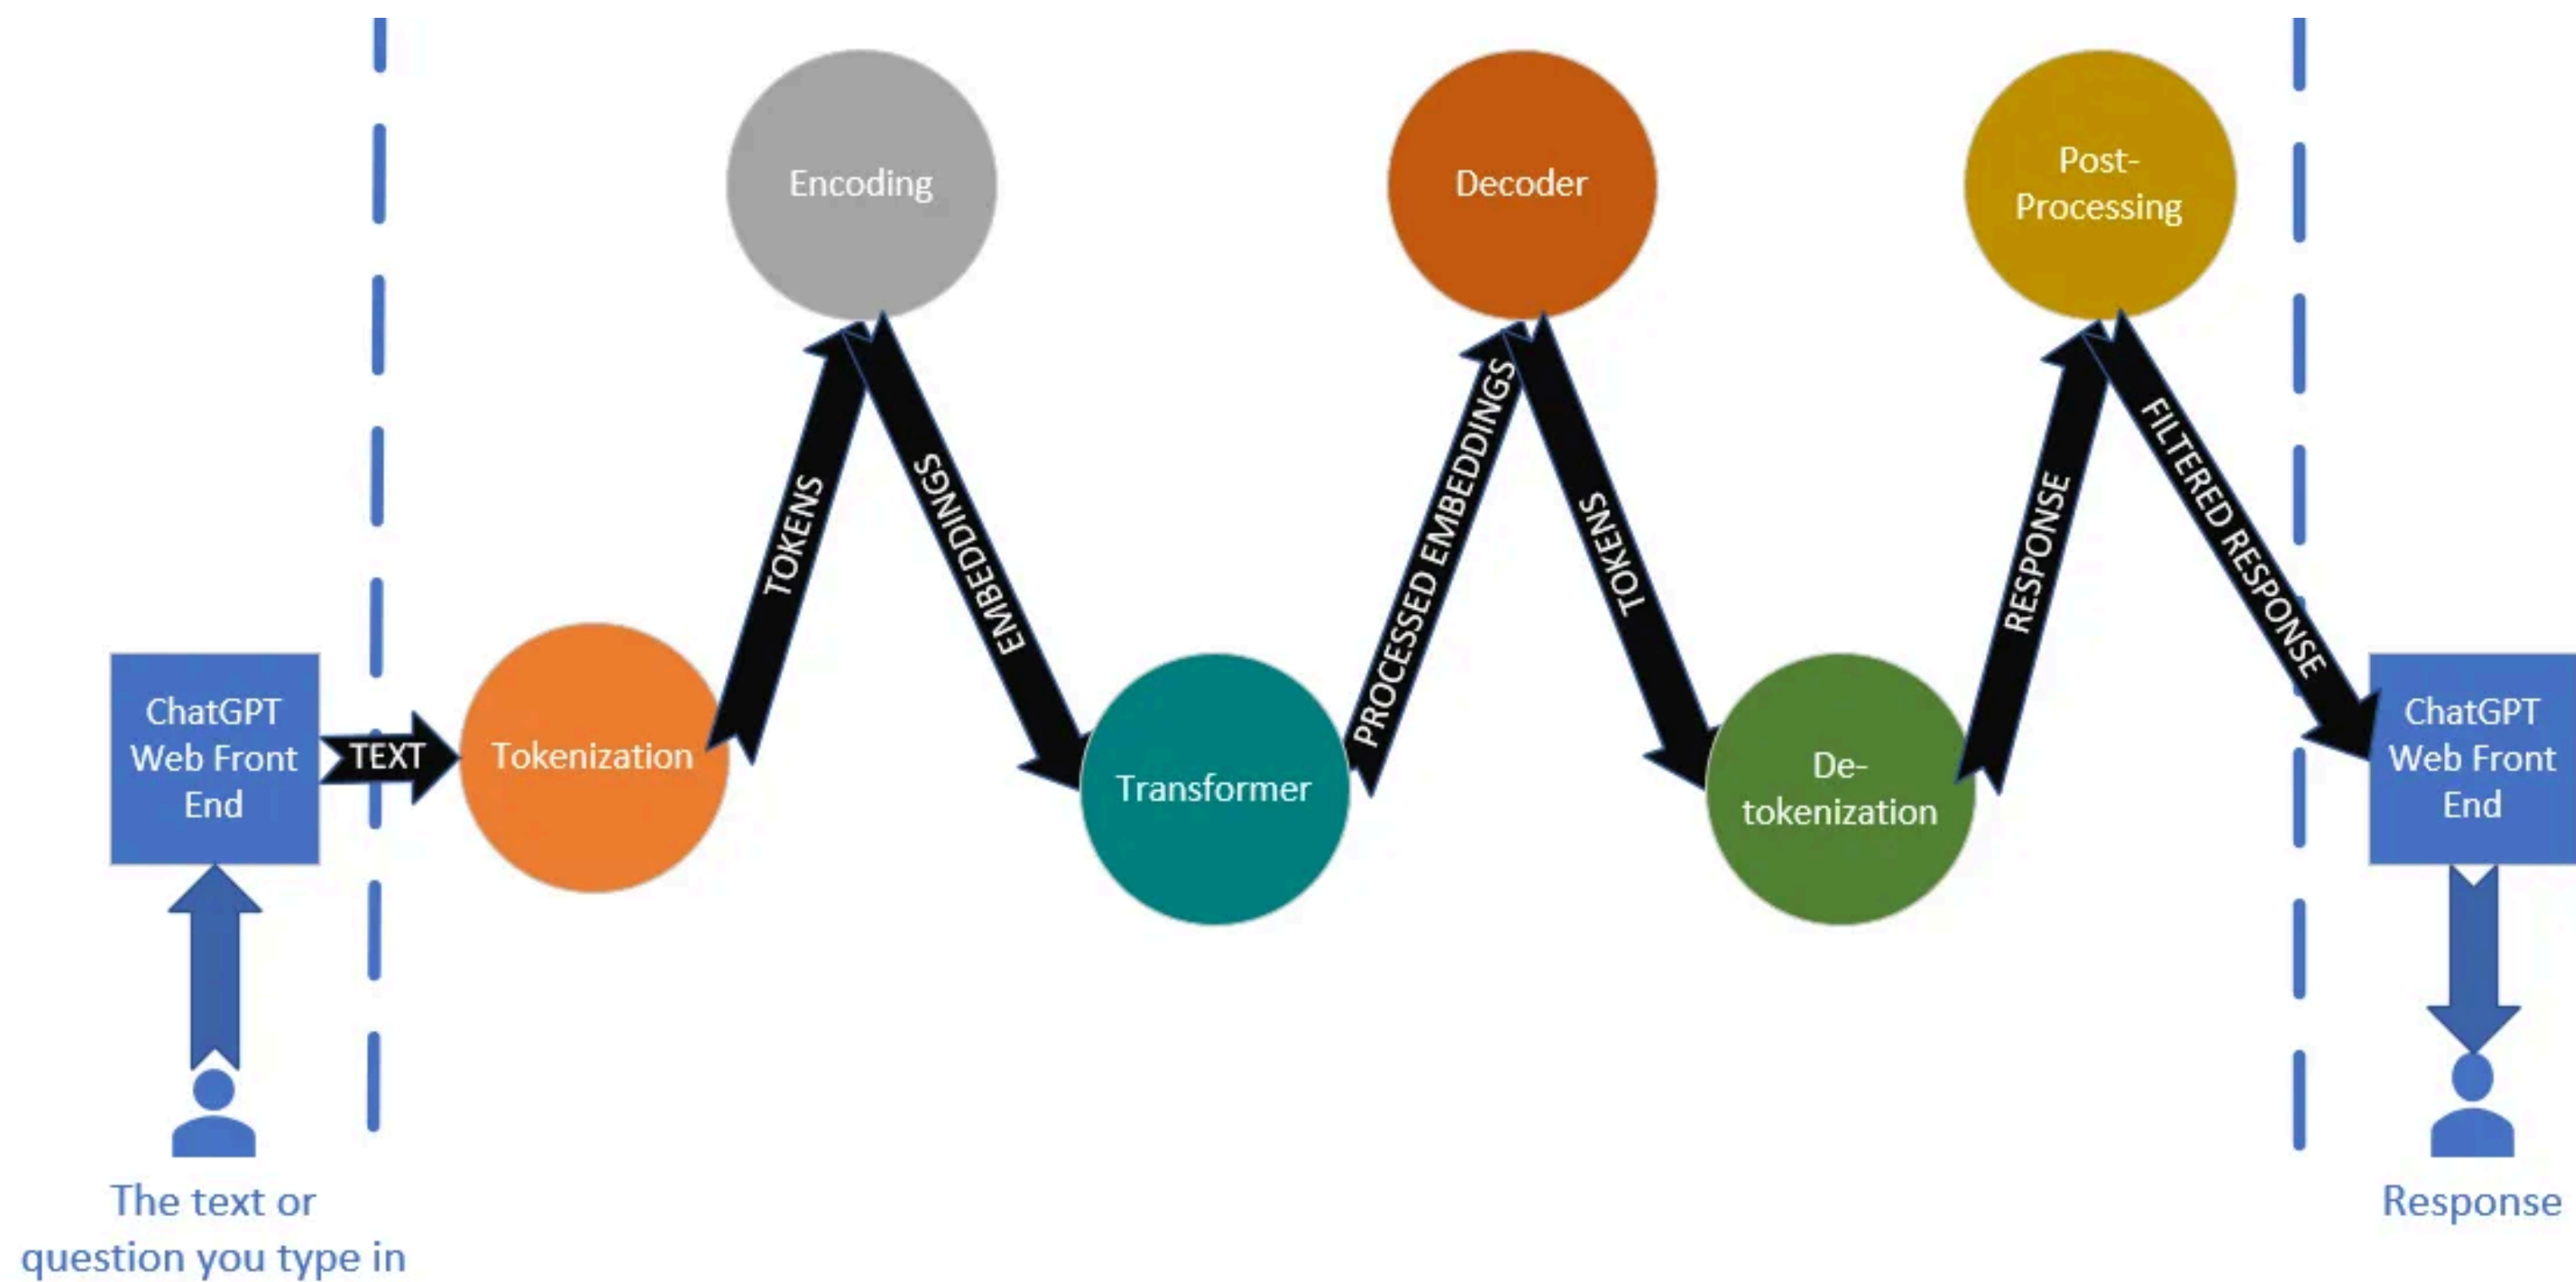 ChatGPT
Web Front
End
The text or
question you type in
TEXT
Tokenization
TOKENS
Encoding
EMBEDDINGS
Transformer
PROCESSED EMBEDDINGS
Decoder
TOKENS
De-
tokenization
RESPONSE
Post-
Processing
FILTERED RESPONSE
ChatGPT
Web Front
End
Response